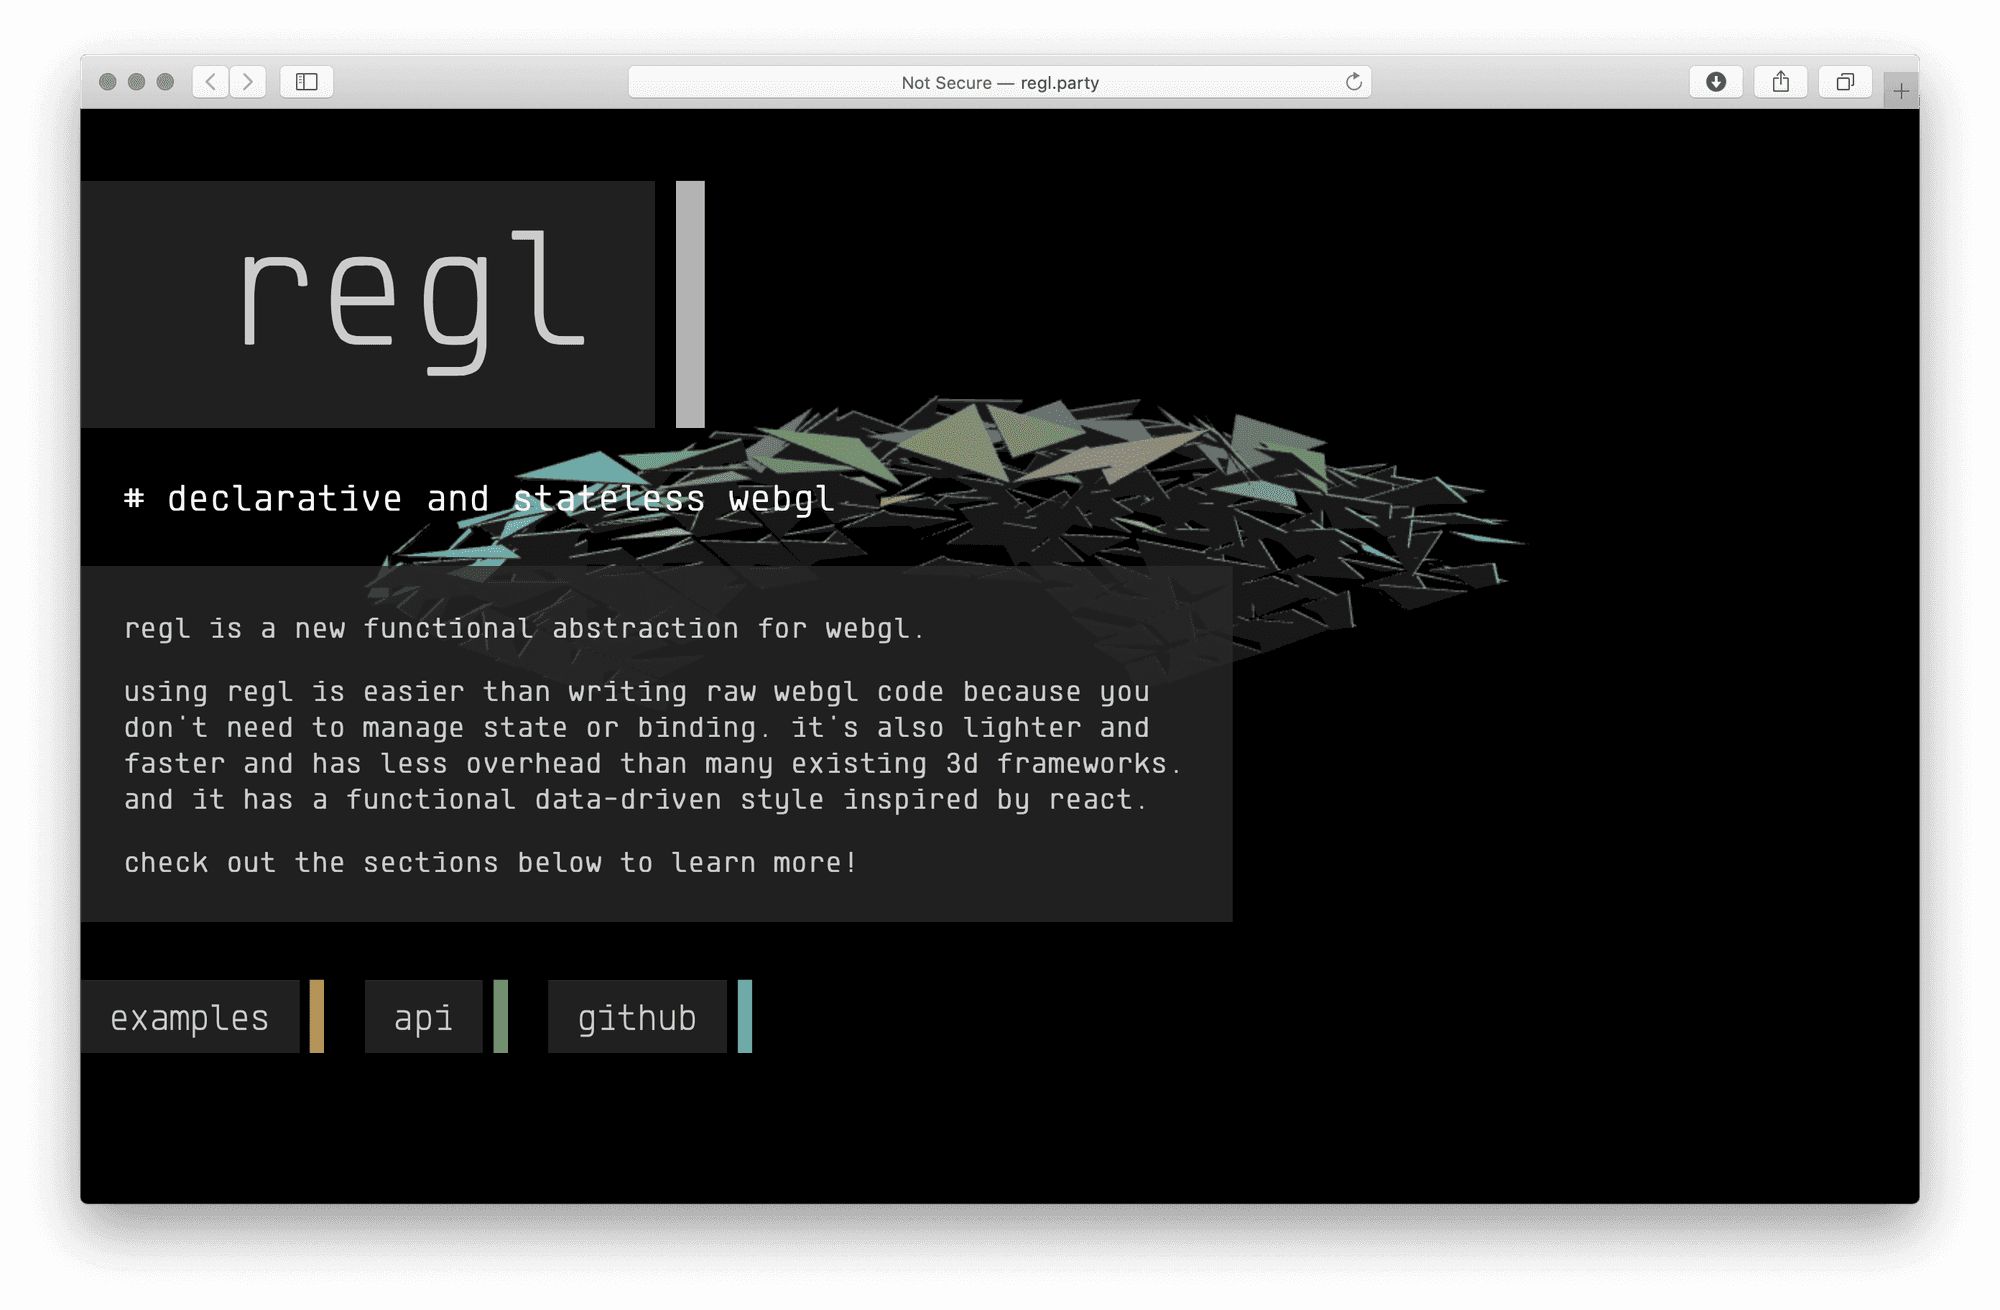 Not Secure — regl.party
regl
# declarative and stateless webgl
regl is a new functional abstraction for webgl.
using regl is easier than writing raw webgl code because you
don't need to manage state or binding. it's also lighter and
faster and has less overhead than many existing 3d frameworks.
and it has a functional data-driven style inspired by react.
check out the sections below to learn more!
examples
api
github